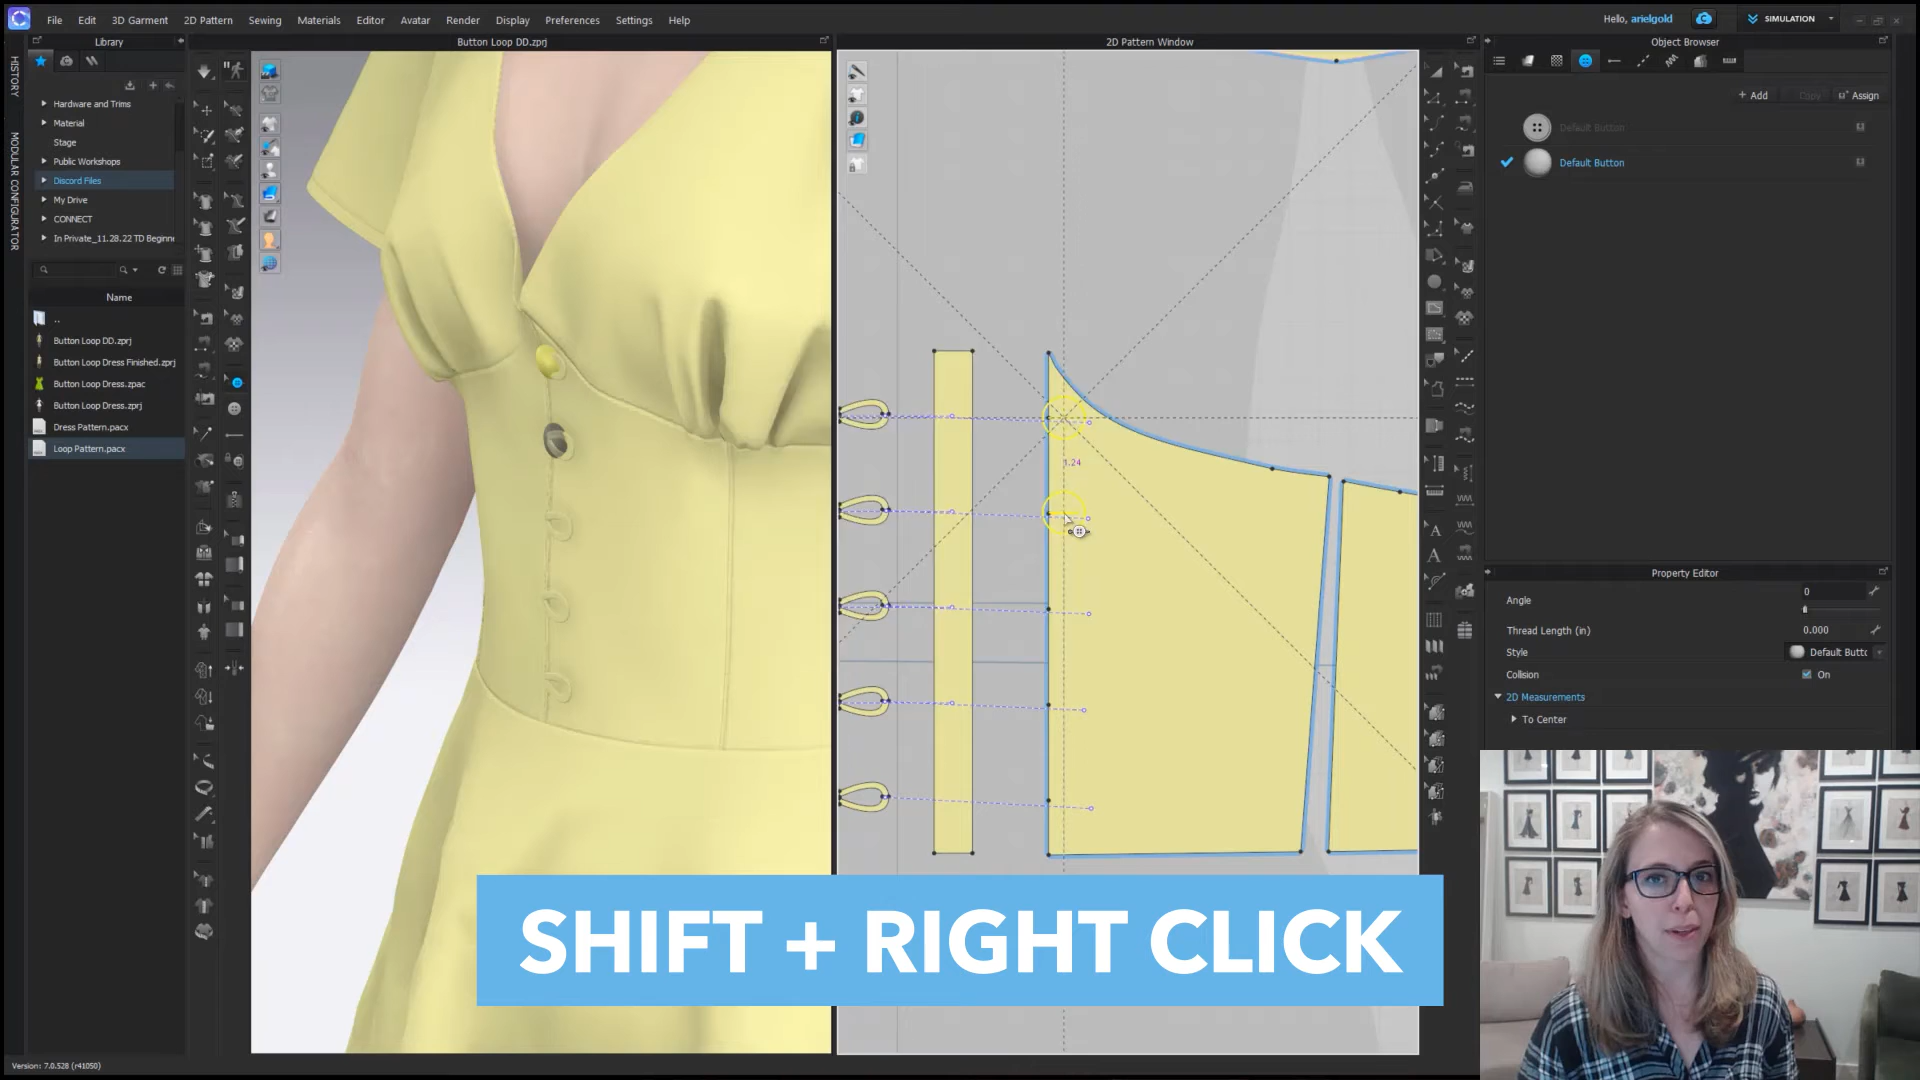 File Edit 3D Garment 2D Pattern Sewing Materials Editor Avatar Render Display Preferences Settings Help
Hello, arielgold
SIMULATION
Library
Button Loop DD.zprj
2D Pattern Window
Object Browser
HISTORY
MODULAR CONFIGURATOR
Hardware and Trims
Material
Stage
Public Workshops
Discord Files
My Drive
CONNECT
In Private_11.28.22 TD Beginn
Name
..
Button Loop DD.zprj
Button Loop Dress Finished.zprj
Button Loop Dress.zpac
Button Loop Dress.zprj
Dress Pattern.pacx
Loop Pattern.pacx
1.24
+ Add Copy Assign
Default Button
Default Button
Property Editor
Angle 0
Thread Length (in) 0.000
Style Default Butto
Collision On
2D Measurements
To Center
SHIFT + RIGHT CLICK
Version: 7.0.528 (r41050)